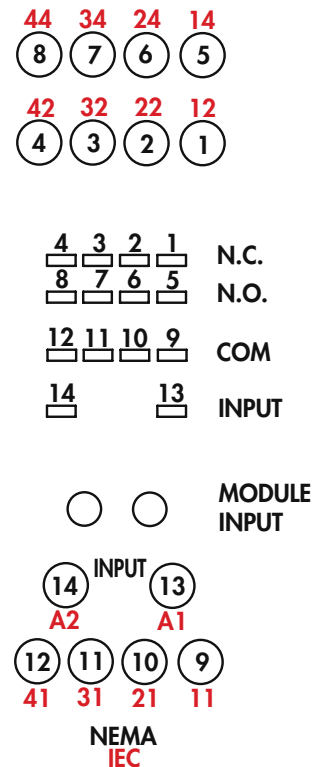 44 34 24 14
8 7 6 5
42 32 22 12
4 3 2 1
4 3 2 1 N.C.
8 7 6 5 N.O.
12 11 10 9 COM
14 13 INPUT
MODULE
INPUT
INPUT
14 13
A2 A1
12 11 10 9
41 31 21 11
NEMA
IEC